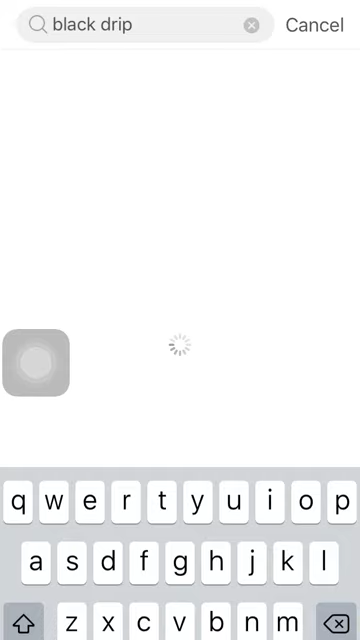 black drip
Cancel
q w e r t y u i o p
a s d f g h j k l
z x c v b n m